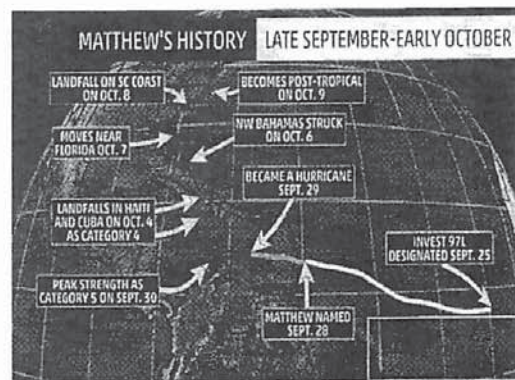 MATTHEW'S HISTORY LATE SEPTEMBER-EARLY OCTOBER
LANDFALL ON SC COAST
ON OCT. 8
BECOMES POST-TROPICAL
ON OCT. 9
MOVES NEAR
FLORIDA OCT. 7
NW BAHAMAS STRUCK
ON OCT. 6
BECAME A HURRICANE
SEPT. 29
LANDFALLS IN HAITI
AND CUBA ON OCT. 4
AS CATEGORY 4
INVEST 97L
DESIGNATED SEPT. 25
PEAK STRENGTH AS
CATEGORY 5 ON SEPT. 30
MATTHEW NAMED
SEPT. 28